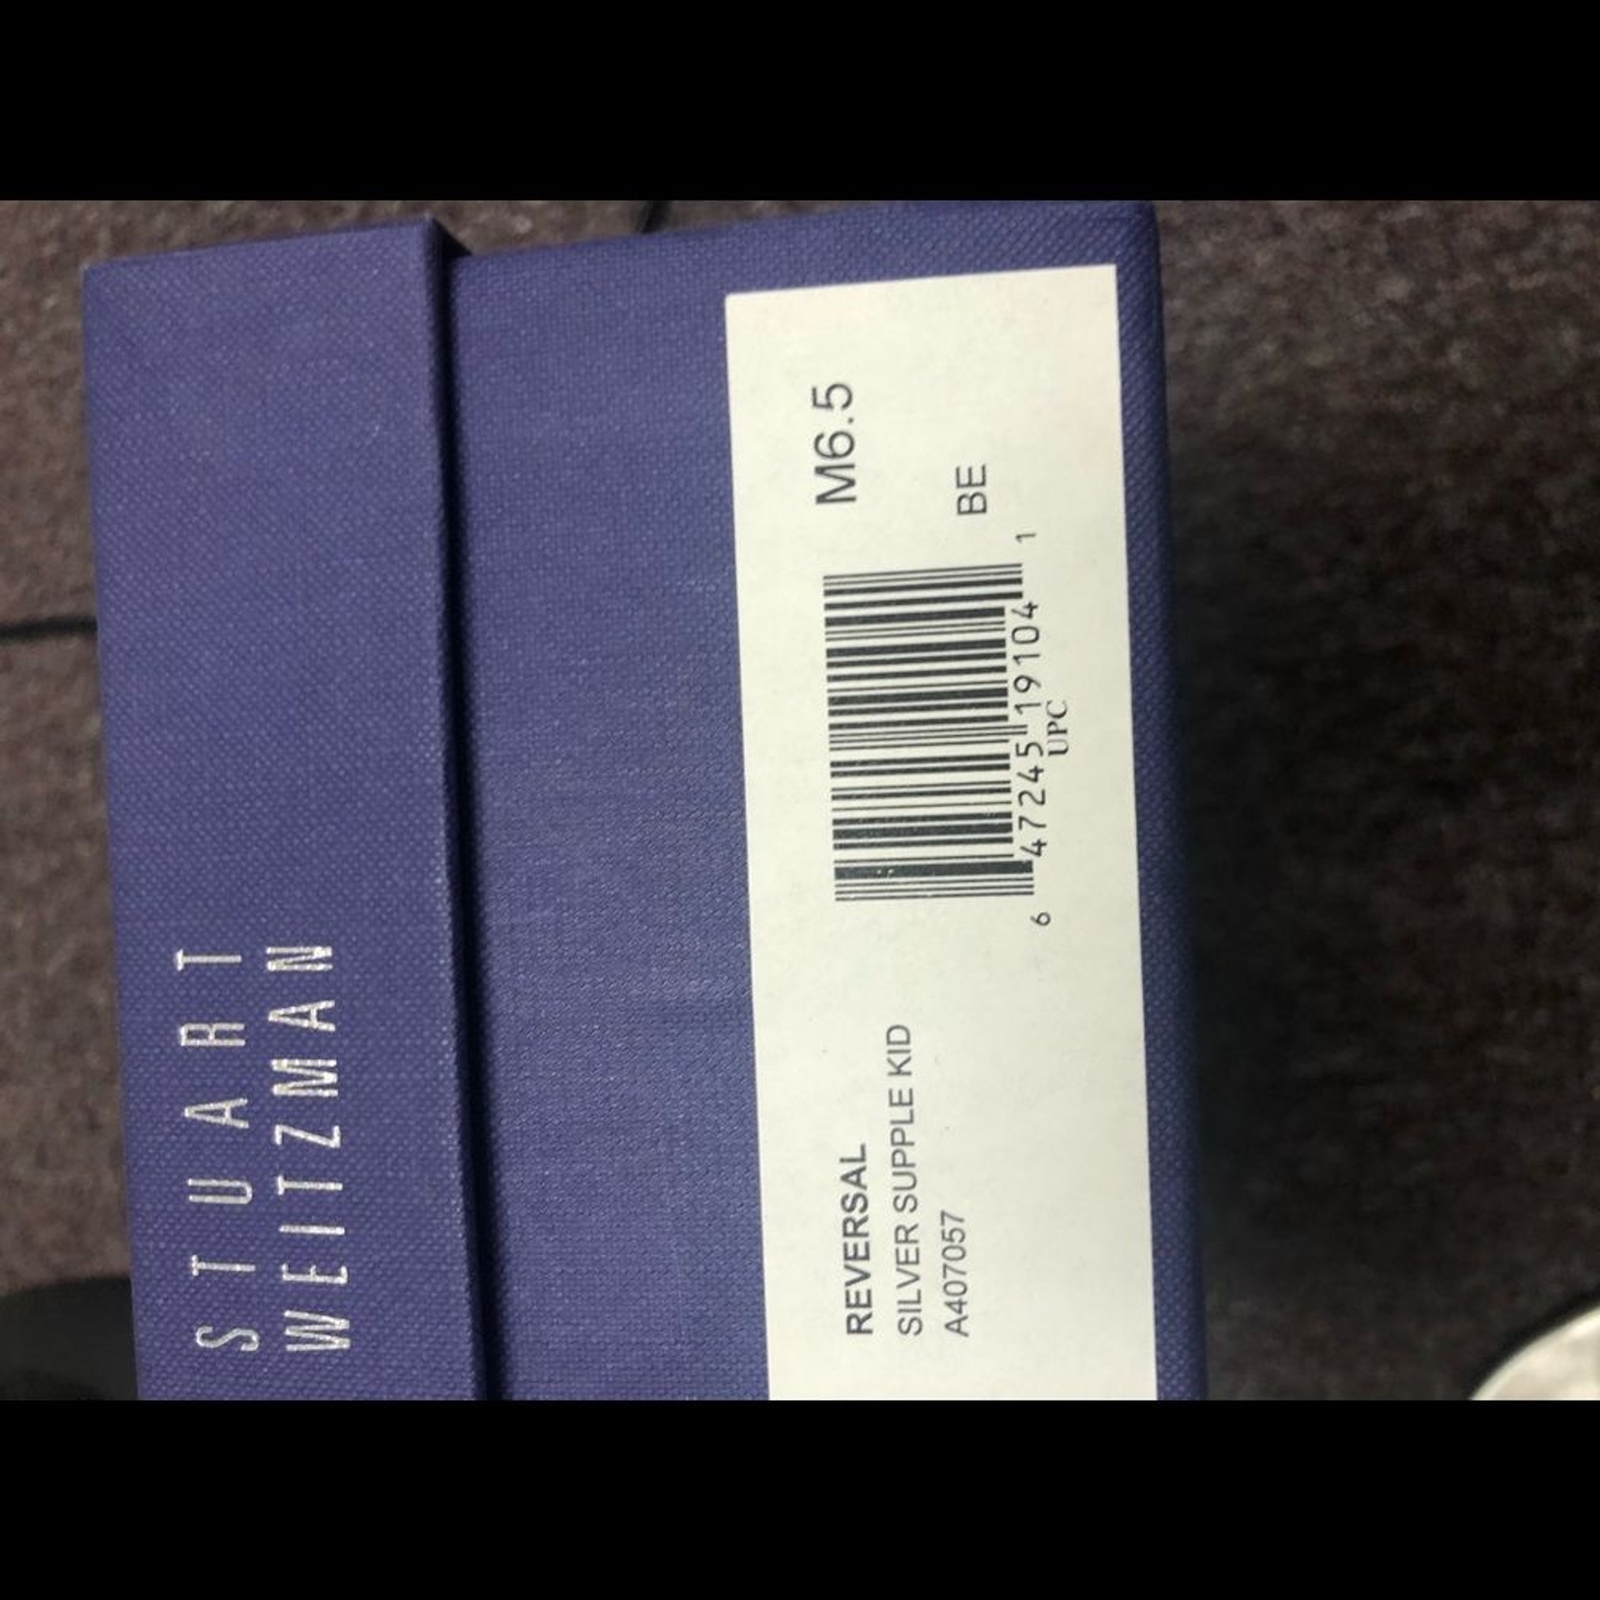 STUART
WEITZMAN
REVERSAL
SILVER SUPPLE KID
A407057
M6.5
BE
6 47245 19104 1
UPC